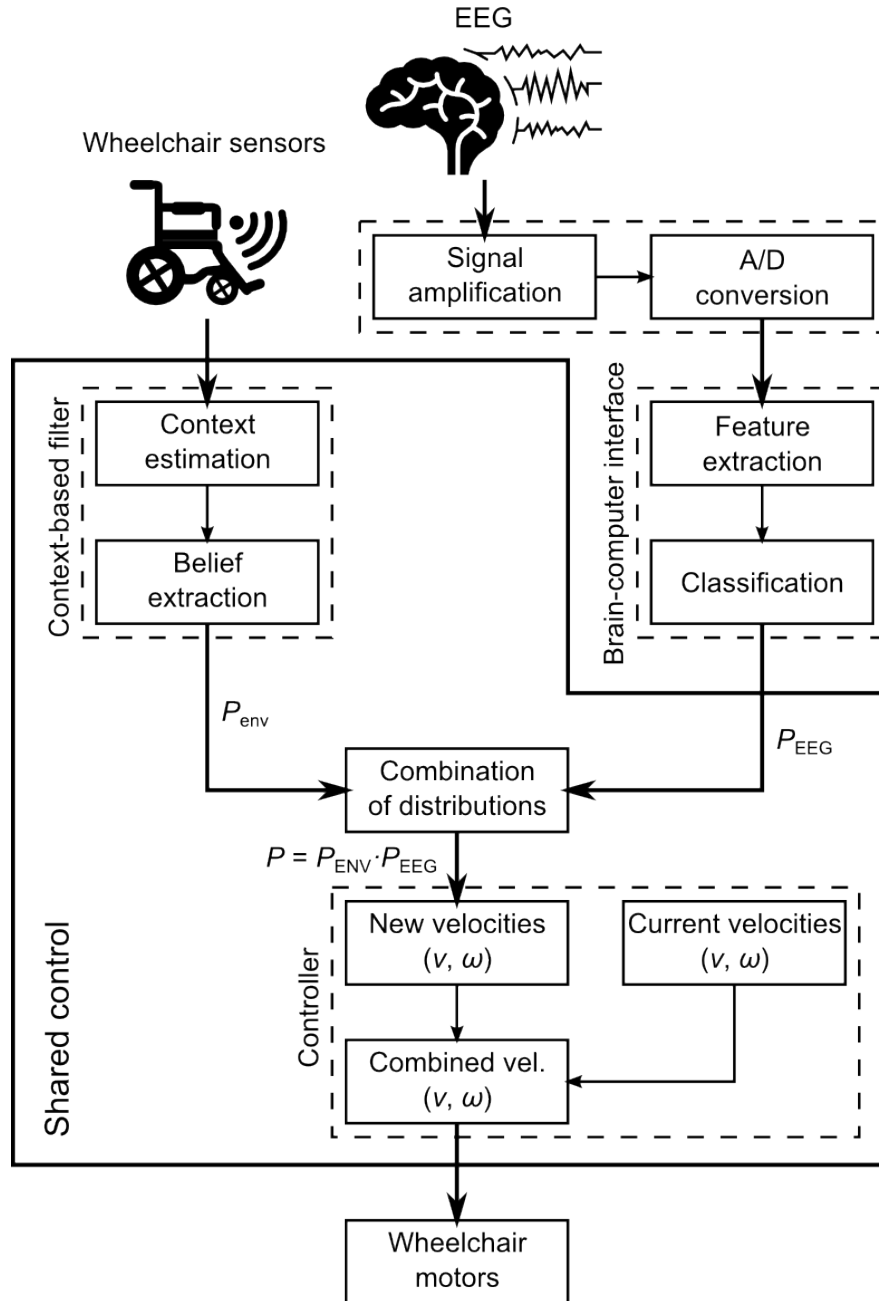 EEG
Wheelchair sensors
Signal
amplification
A/D
conversion
Context-based filter
Context
estimation
Belief
extraction
Brain-computer interface
Feature
extraction
Classification
P_env
P_EEG
Combination
of distributions
P = P_ENV·P_EEG
Shared control
Controller
New velocities
(v, ω)
Current velocities
(v, ω)
Combined vel.
(v, ω)
Wheelchair
motors